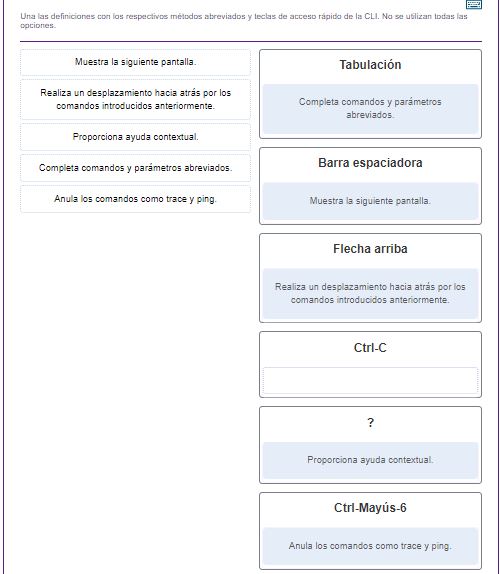 Una las definiciones con los respectivos métodos abreviados y teclas de acceso rápido de la CLI. No se utilizan todas las
opciones.
Muestra la siguiente pantalla.
Realiza un desplazamiento hacia atrás por los
comandos introducidos anteriormente.
Proporciona ayuda contextual.
Completa comandos y parámetros abreviados.
Anula los comandos como trace y ping.
Tabulación
Completa comandos y parámetros
abreviados.
Barra espaciadora
Muestra la siguiente pantalla.
Flecha arriba
Realiza un desplazamiento hacia atrás por los
comandos introducidos anteriormente.
Ctrl-C
?
Proporciona ayuda contextual.
Ctrl-Mayús-6
Anula los comandos como trace y ping.